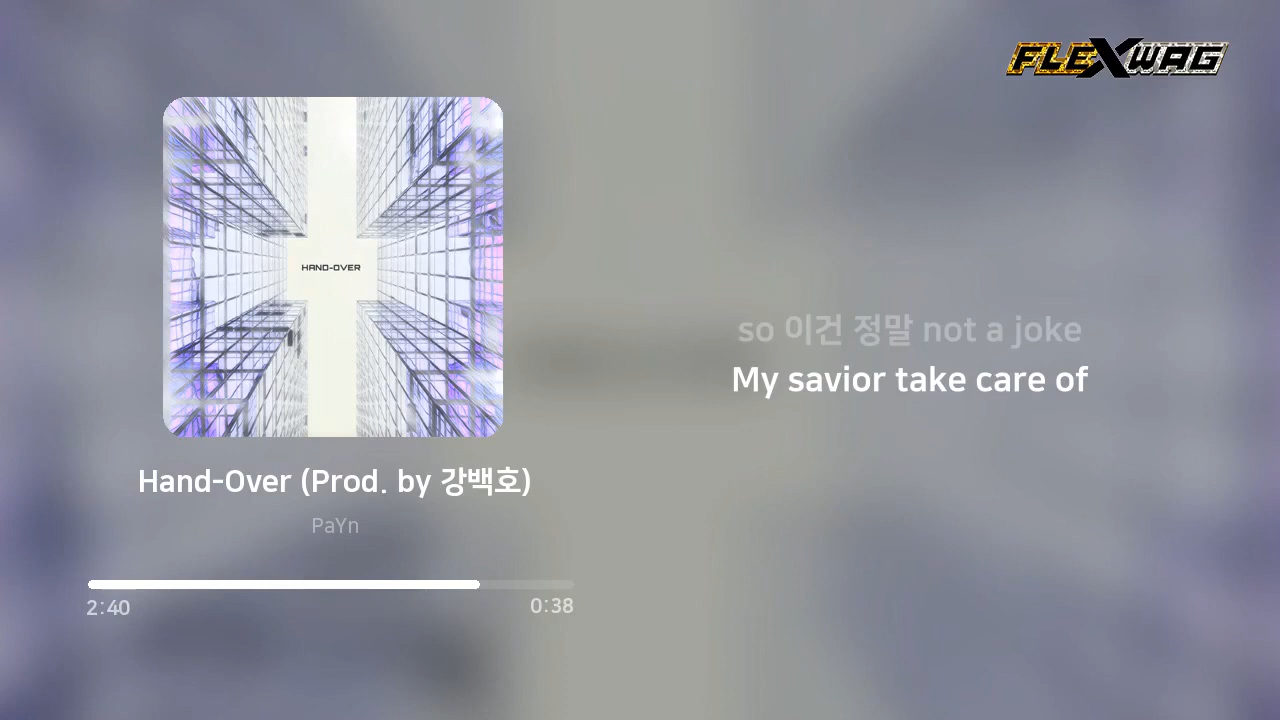 FLEXWAG
HAND-OVER
Hand-Over (Prod. by 강백호)
PaYn
2:40
0:38
so 이건 정말 not a joke
My savior take care of